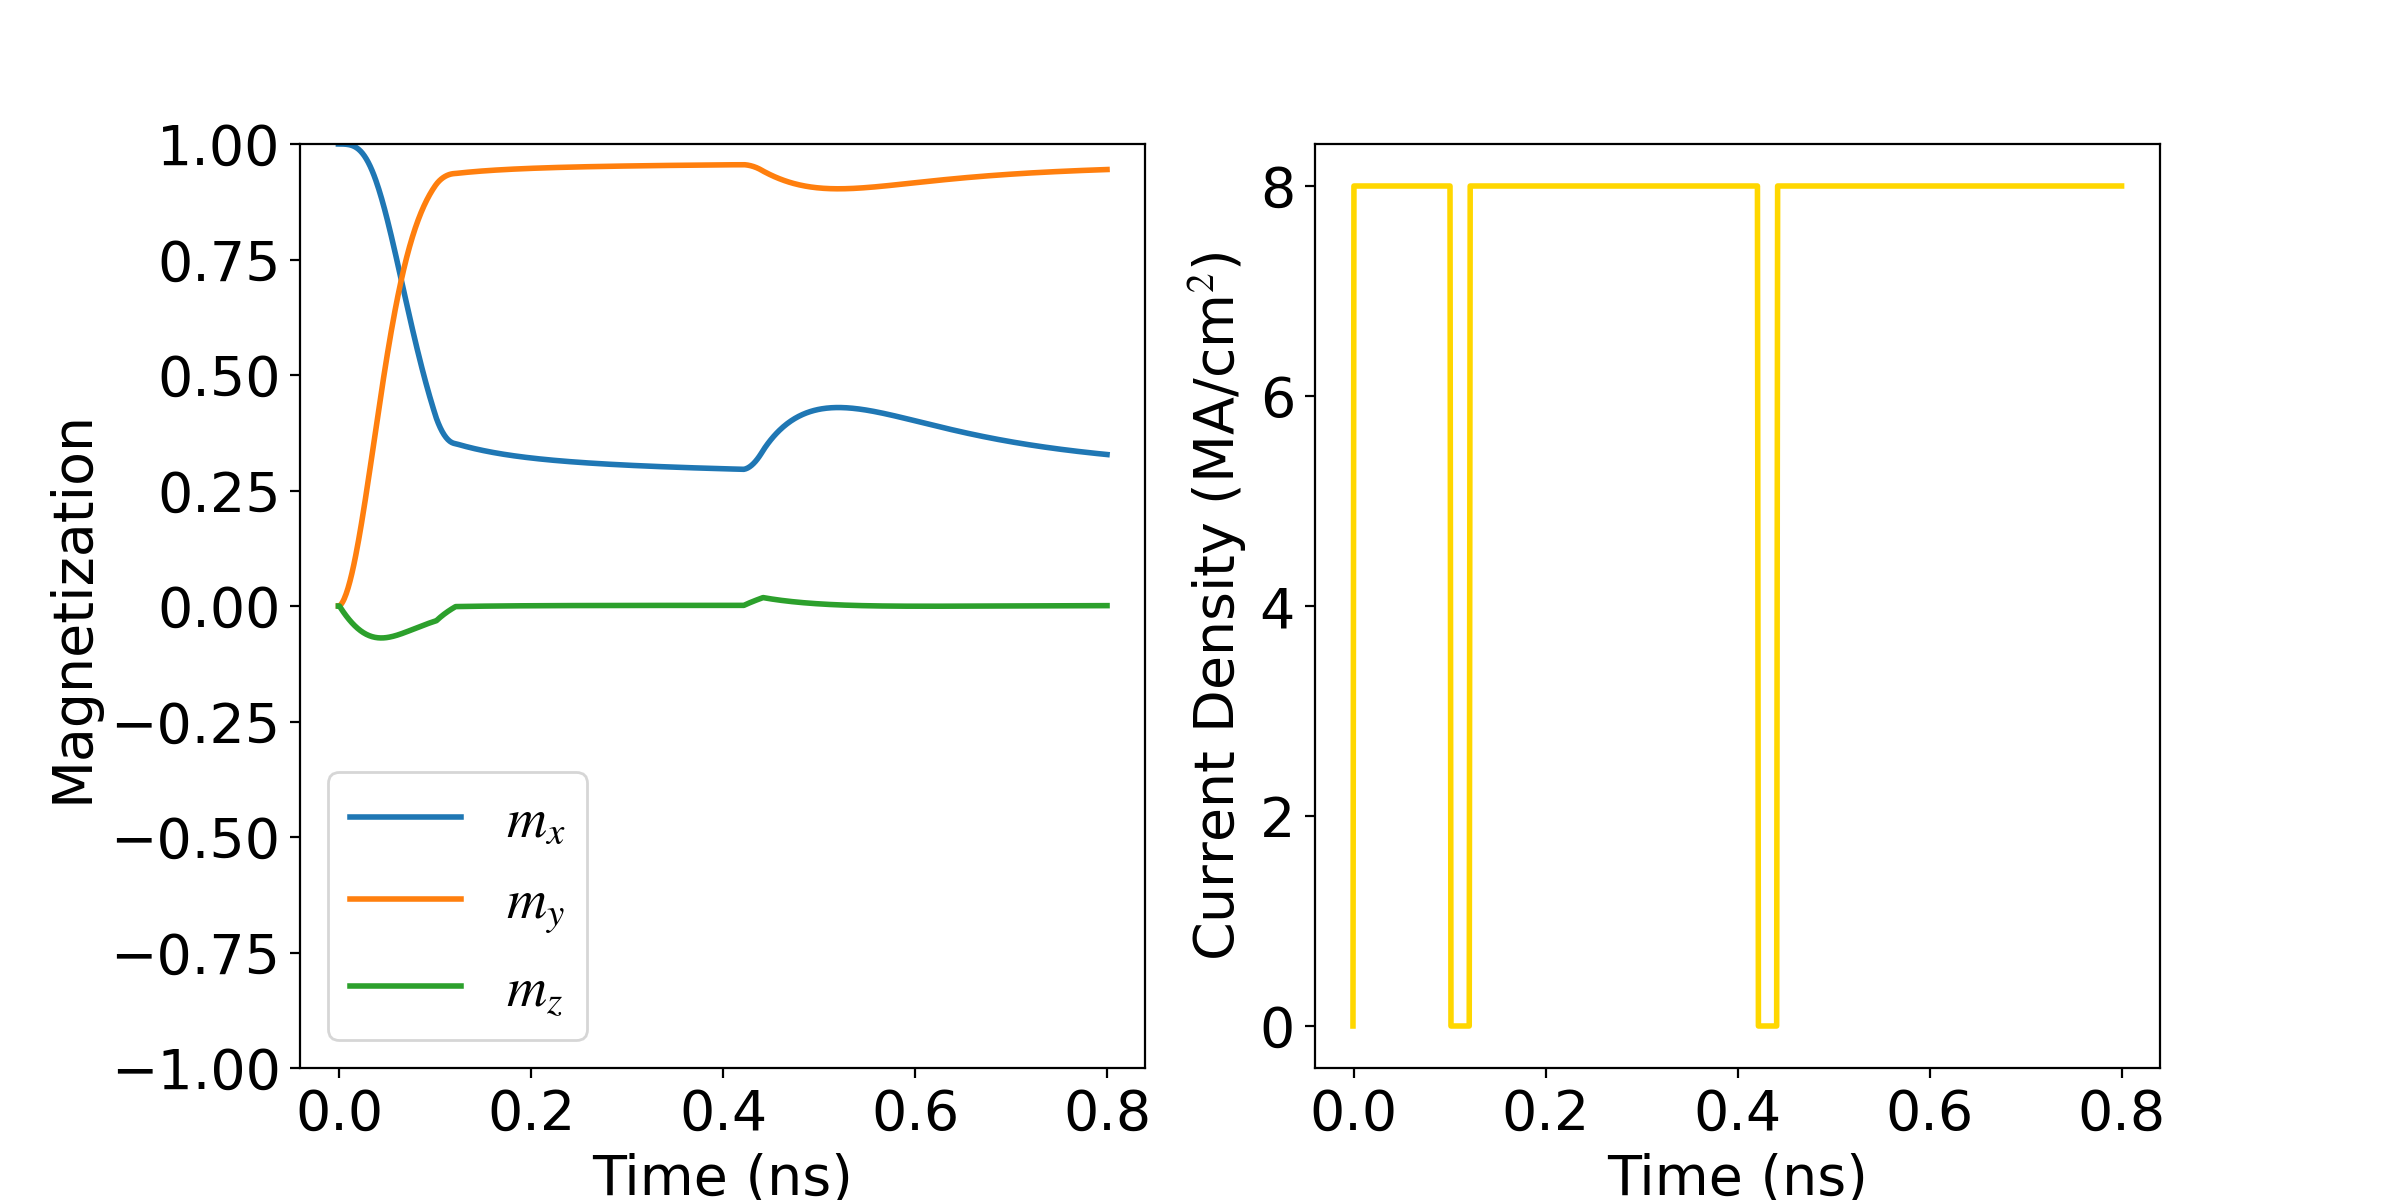 Magnetization
1.00
0.75
0.50
0.25
0.00
−0.25
−0.50
−0.75
−1.00
m_x
m_y
m_z
0.0 0.2 0.4 0.6 0.8
Time (ns)
Current Density (MA/cm²)
8
6
4
2
0
0.0 0.2 0.4 0.6 0.8
Time (ns)